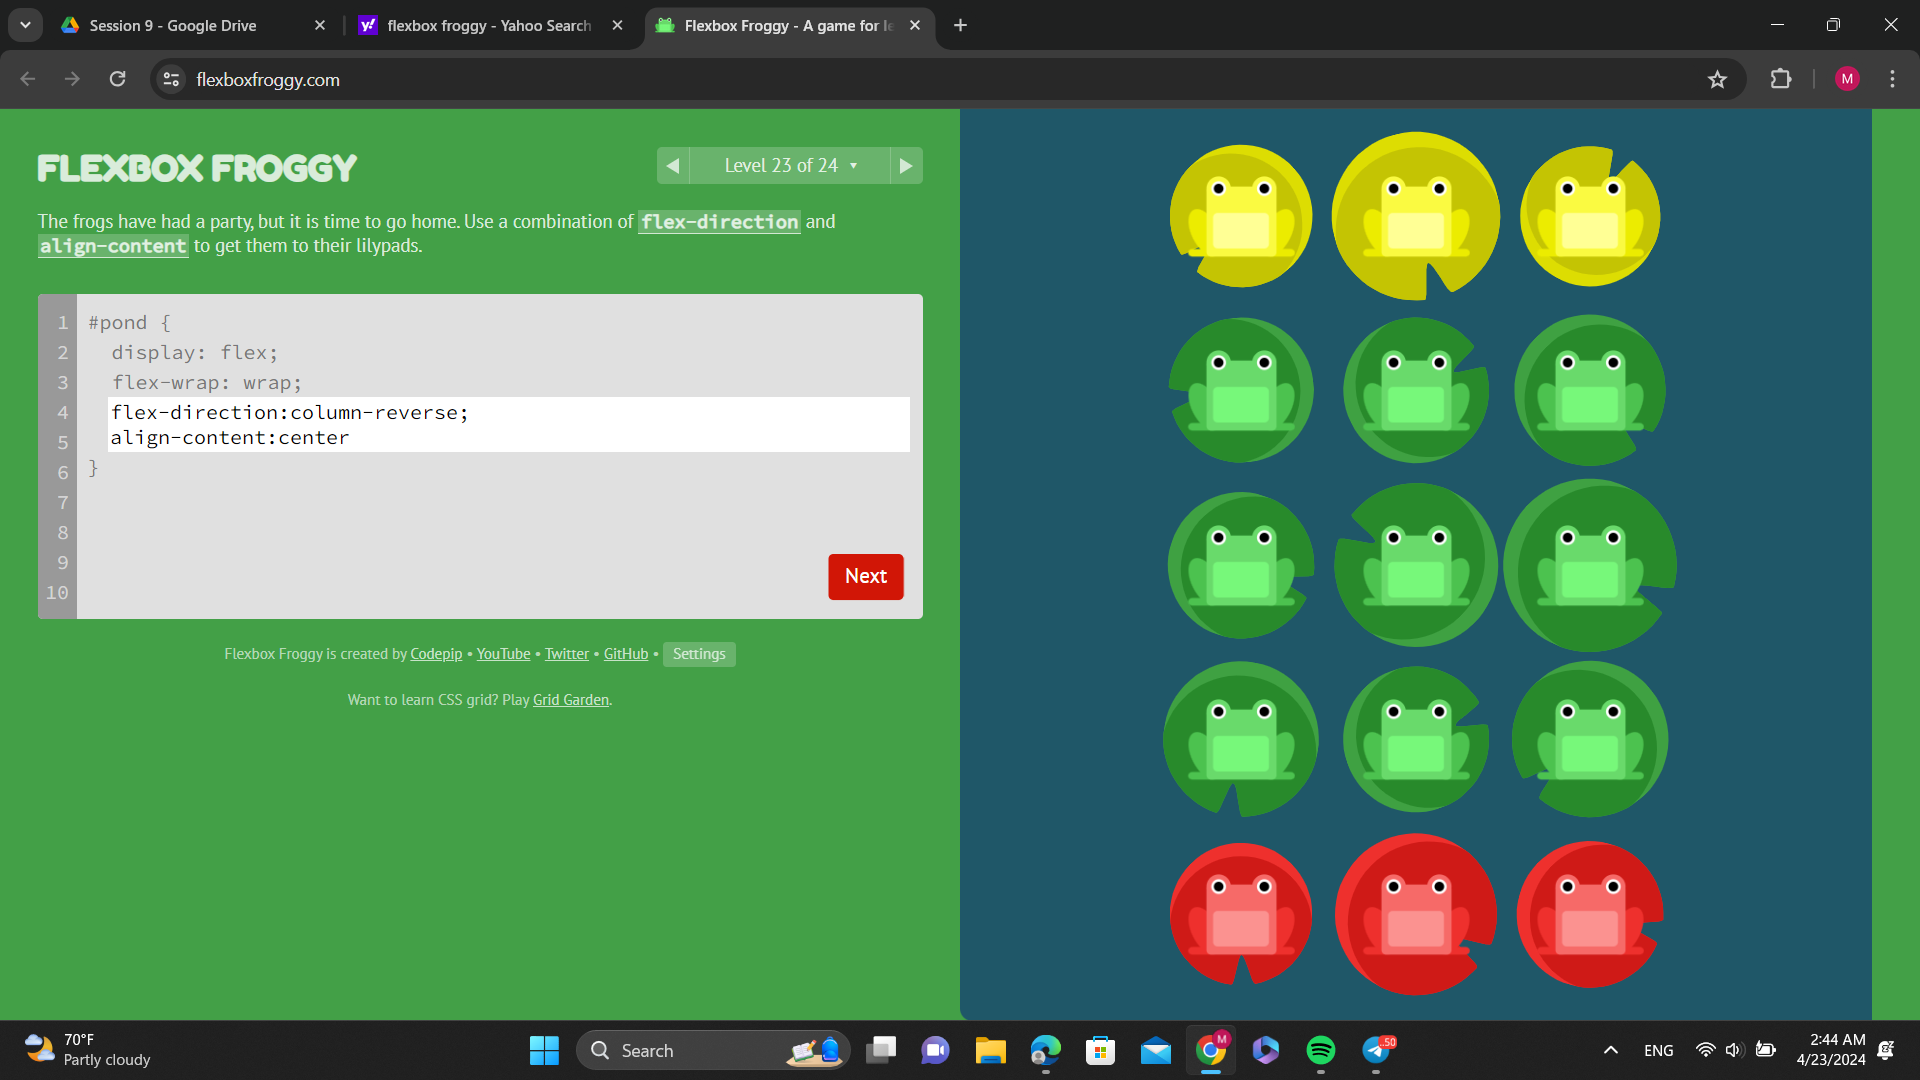 Session 9 - Google Drive
flexbox froggy - Yahoo Search
Flexbox Froggy - A game for le
flexboxfroggy.com
M
FLEXBOX FROGGY
Level 23 of 24
The frogs have had a party, but it is time to go home. Use a combination of flex-direction and
align-content to get them to their lilypads.
1 #pond {
2 display: flex;
3 flex-wrap: wrap;
4 flex-direction:column-reverse;
5 align-content:center
6 }
7
8
9
10
Next
Flexbox Froggy is created by Codepip • YouTube • Twitter • GitHub • Settings
Want to learn CSS grid? Play Grid Garden.
70°F
Partly cloudy
Search
M
..50
ENG
2:44 AM
4/23/2024